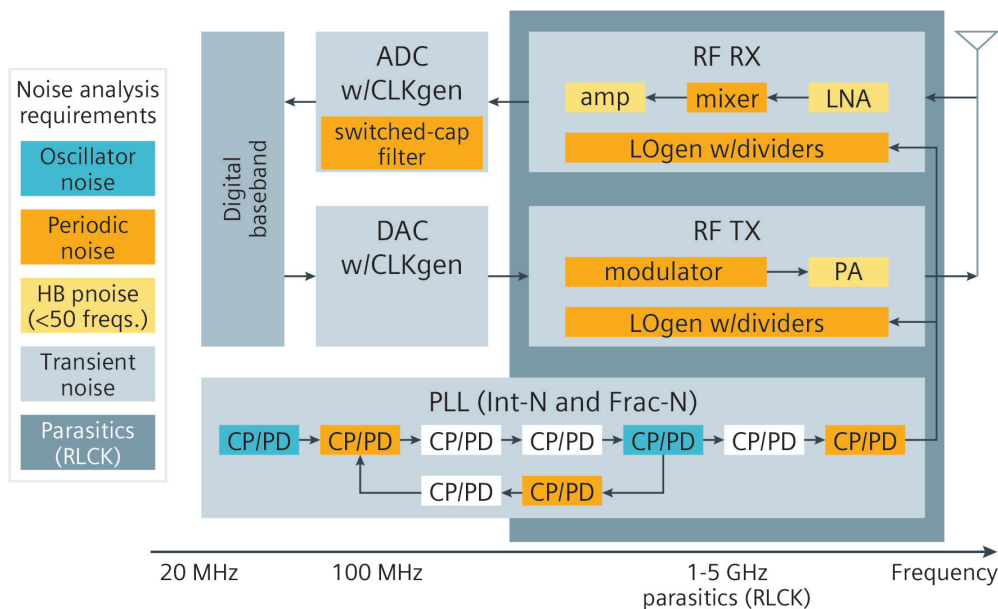 Noise analysis
requirements
Oscillator
noise
Periodic
noise
HB pnoise
(<50 freqs.)
Transient
noise
Parasitics
(RLCK)
Digital
baseband
ADC
w/CLKgen
switched-cap
filter
DAC
w/CLKgen
RF RX
amp
mixer
LNA
LOgen w/dividers
RF TX
modulator
PA
LOgen w/dividers
PLL (Int-N and Frac-N)
CP/PD
CP/PD
CP/PD
CP/PD
CP/PD
CP/PD
CP/PD
CP/PD
CP/PD
20 MHz
100 MHz
1-5 GHz
parasitics (RLCK)
Frequency